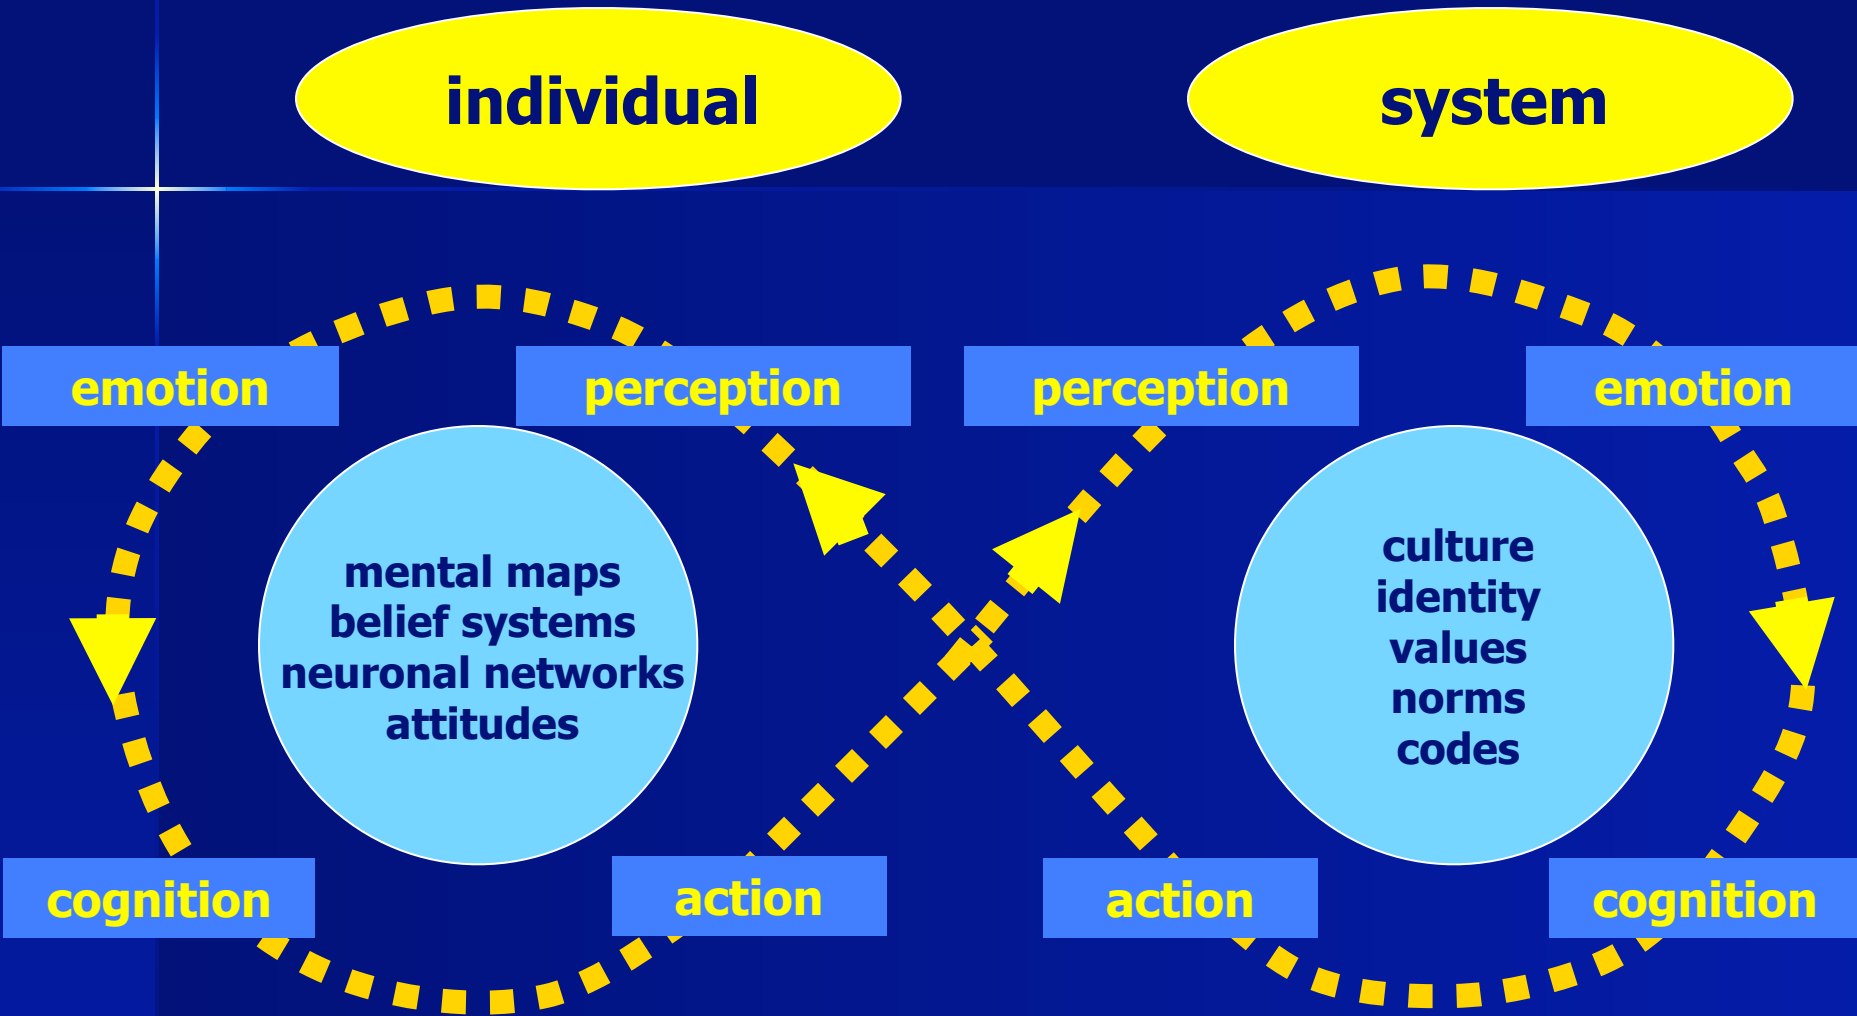 individual
system
emotion
perception
perception
emotion
mental maps
belief systems
neuronal networks
attitudes
culture
identity
values
norms
codes
cognition
action
action
cognition